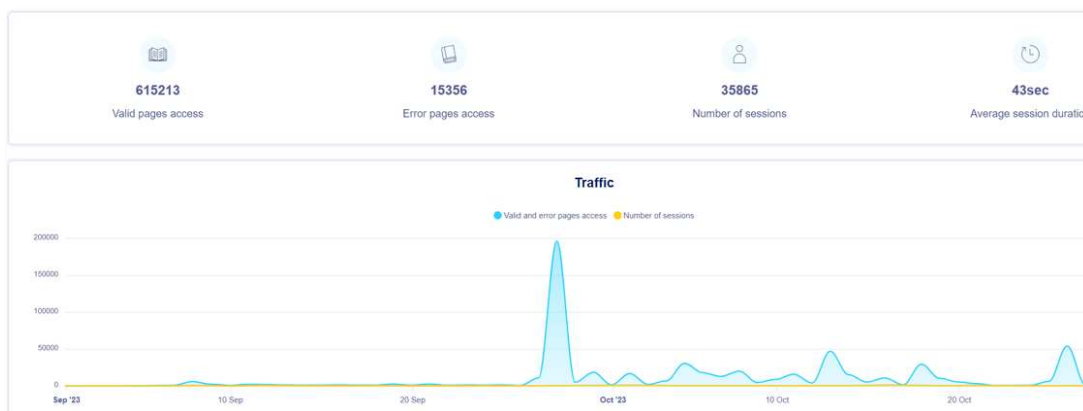 615213 15356 35865 43sec
Valid pages access Error pages access Number of sessions Average session duratio
Traffic
Valid and error pages access Number of sessions
200000
150000
100000
50000
0
Sep '23 10 Sep 20 Sep Oct '23 10 Oct 20 Oct